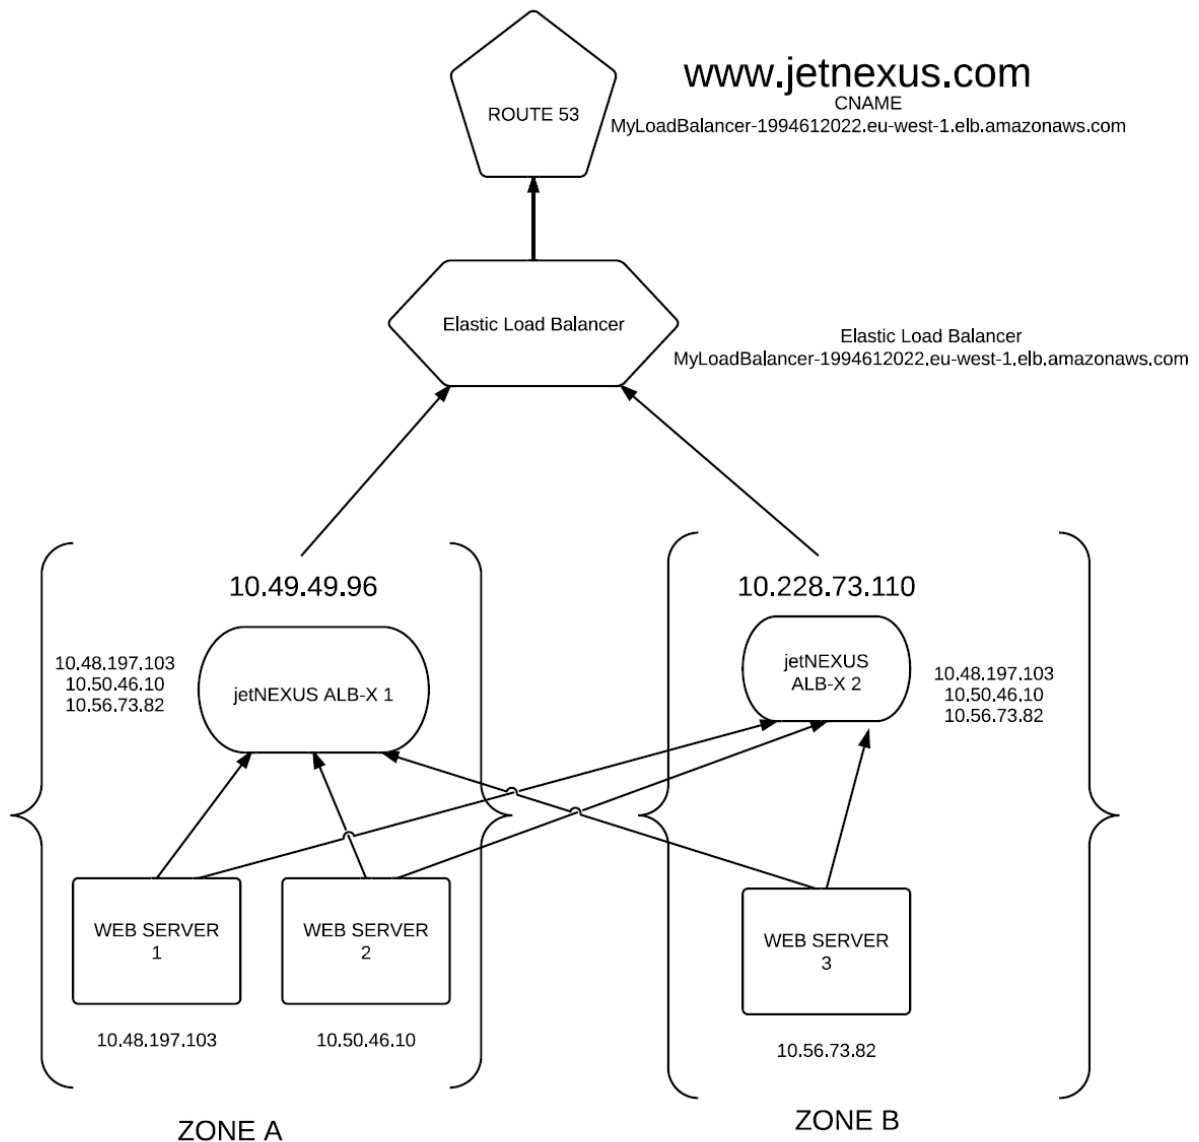 www.jetnexus.com
CNAME
ROUTE 53
MyLoadBalancer-1994612022.eu-west-1.elb.amazonaws.com
Elastic Load Balancer
Elastic Load Balancer
MyLoadBalancer-1994612022.eu-west-1.elb.amazonaws.com
10.49.49.96
10.228.73.110
10.48.197.103
10.50.46.10
10.56.73.82
jetNEXUS ALB-X 1
jetNEXUS
ALB-X 2
10.48.197.103
10.50.46.10
10.56.73.82
WEB SERVER
1
WEB SERVER
2
WEB SERVER
3
10.48.197.103
10.50.46.10
10.56.73.82
ZONE A
ZONE B